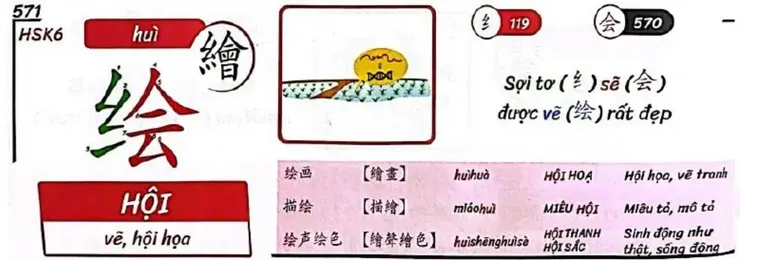 571
HSK6
huì
繪
绘
HỘI
vẽ, hội họa
纟 119
会 570
Sợi tơ (纟) sẽ (会)
được vẽ (绘) rất đẹp
绘画 【繪畫】 huìhuà HỘI HOẠ Hội họa, vẽ tranh
描绘 【描繪】 miáohuì MIÊU HỘI Miêu tả, mô tả
绘声绘色 【繪聲繪色】 huìshēnghuìsè HỘI THANH HỘI SẮC Sinh động như thật, sống động